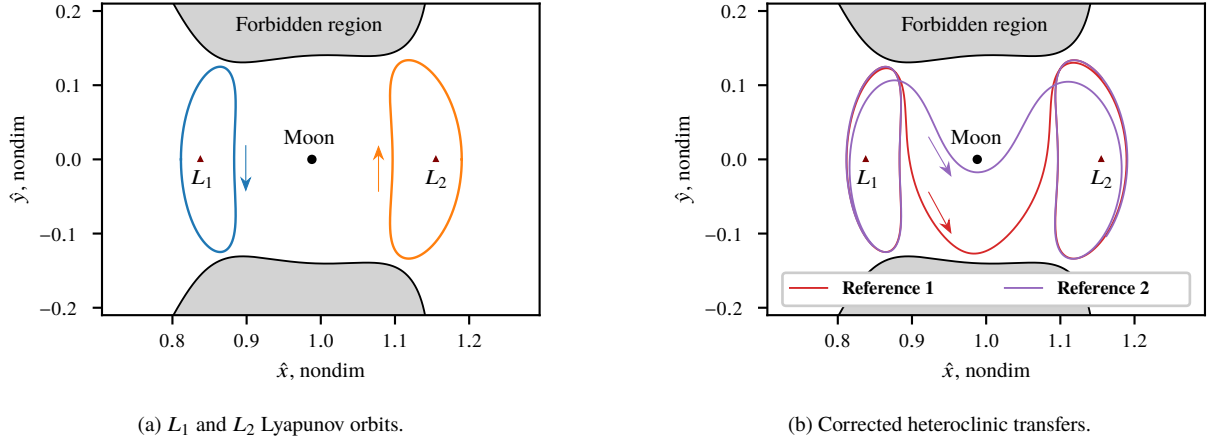 Forbidden region
Moon
L₁
L₂
0.2
0.1
0.0
−0.1
−0.2
ŷ, nondim
0.8 0.9 1.0 1.1 1.2
x̂, nondim
(a) L₁ and L₂ Lyapunov orbits.
Forbidden region
Moon
L₁
L₂
Reference 1 Reference 2
0.2
0.1
0.0
−0.1
−0.2
ŷ, nondim
0.8 0.9 1.0 1.1 1.2
x̂, nondim
(b) Corrected heteroclinic transfers.